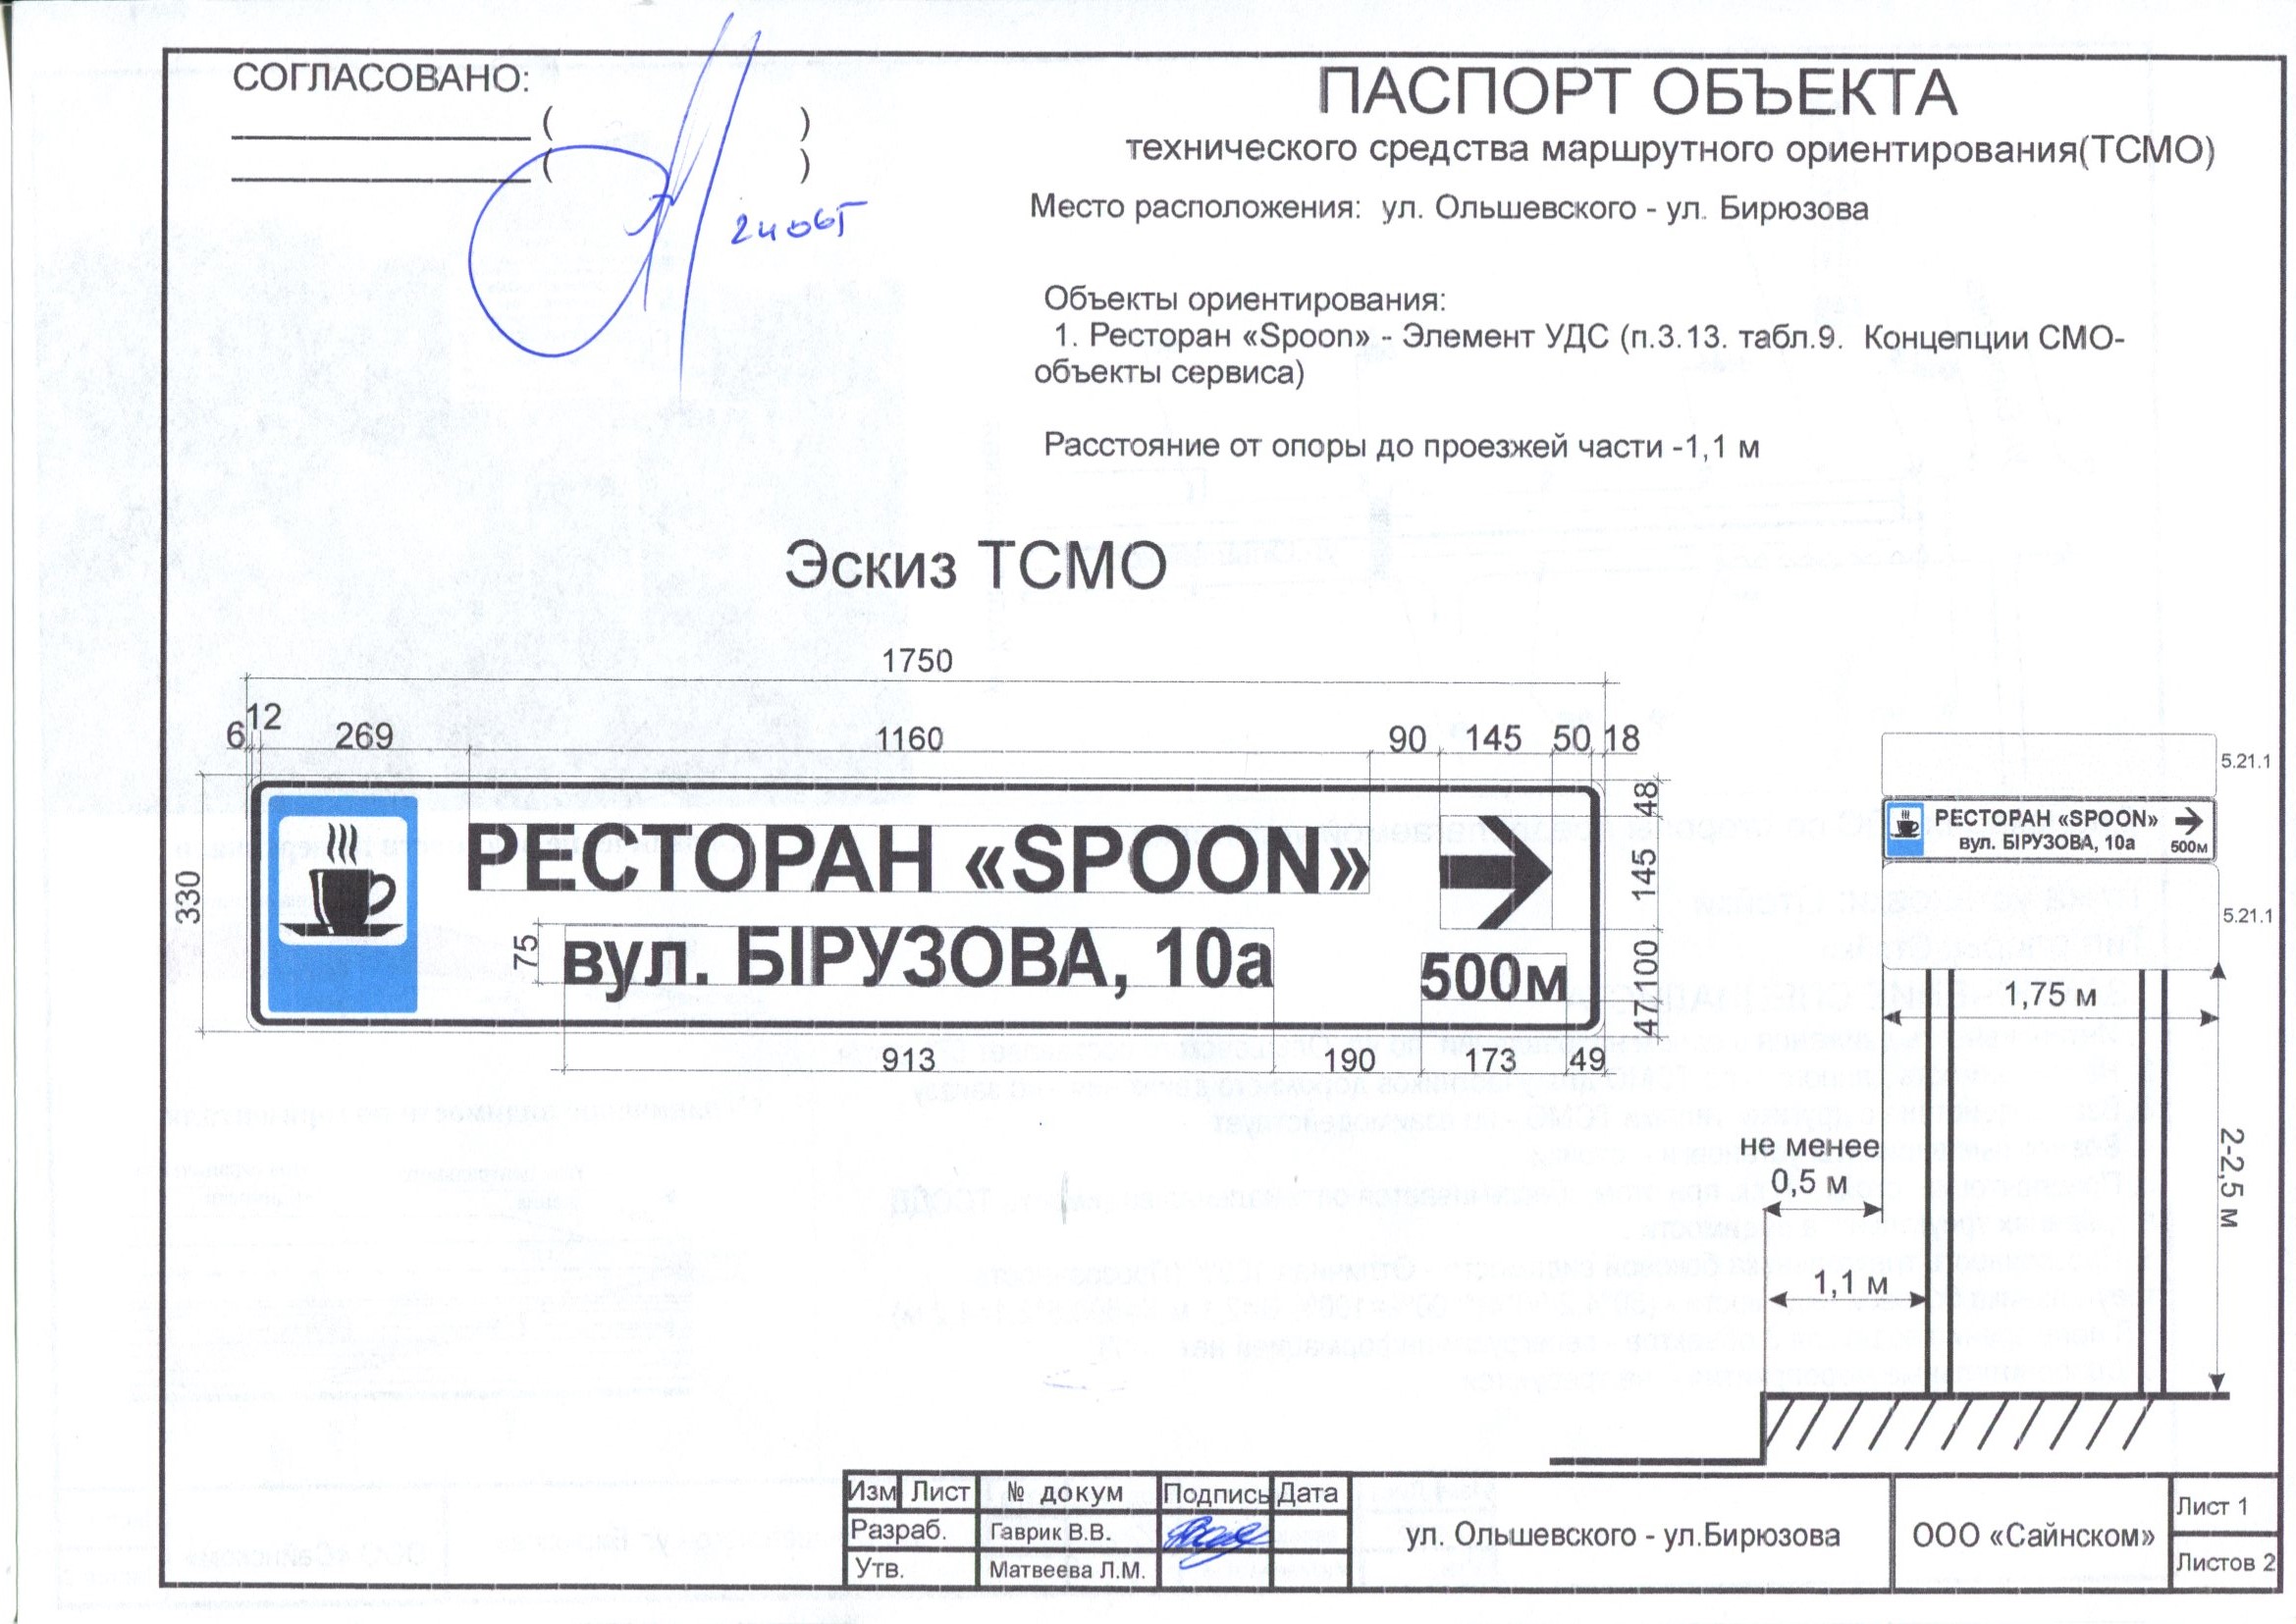 СОГЛАСОВАНО:
( )
( )
ПАСПОРТ ОБЪЕКТА
технического средства маршрутного ориентирования(ТСМО)
Место расположения: ул. Ольшевского - ул. Бирюзова
Объекты ориентирования:
1. Ресторан «Spoon» - Элемент УДС (п.3.13. табл.9. Концепции СМО-
объекты сервиса)
Расстояние от опоры до проезжей части -1,1 м
Эскиз ТСМО
1750
6 12 269 1160 90 145 50 18
330
РЕСТОРАН «SPOON»
75
вул. БІРУЗОВА, 10а
500м
48
145
100
47
913 190 173 49
5.21.1
РЕСТОРАН «SPOON»
вул. БІРУЗОВА, 10а 500м
5.21.1
1,75 м
не менее
0,5 м
2-2,5 м
1,1 м
Изм Лист № докум Подпись Дата
Разраб. Гаврик В.В.
Утв. Матвеева Л.М.
ул. Ольшевского - ул.Бирюзова
ООО «Сайнском»
Лист 1
Листов 2